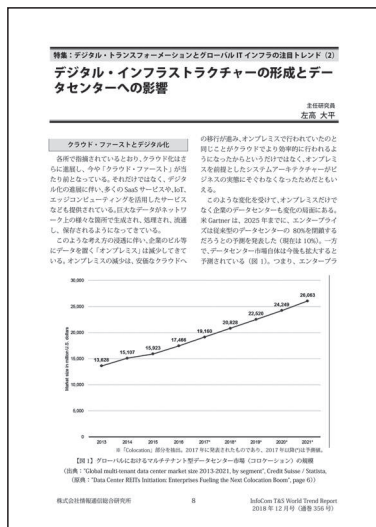 特集：デジタル・トランスフォーメーションとグローバル IT インフラの注目トレンド（2）
デジタル・インフラストラクチャーの形成とデー
タセンターへの影響
主任研究員
左高 大平
クラウド・ファーストとデジタル化
各所で指摘されているとおり、クラウド化はさ
らに進展し、今や「クラウド・ファースト」が当
たり前となっている。それだけではなく、デジタ
ル化の進展に伴い、多くの SaaS サービスや、IoT、
エッジコンピューティングを活用したサービス
なども提供されている。巨大なデータがネットワ
ーク上の様々な箇所で生成され、処理され、流通
し、保存されるようになってきている。
このような考え方の浸透に伴い、企業のビル等
にデータを置く「オンプレミス」は減少してきて
いる。オンプレミスの減少は、安価なクラウドへ
の移行が進み、オンプレミスで行われていたのと
同じことがクラウドでより効率的に行われるよ
うになったからというだけではなく、オンプレミス
を前提としたシステムアーキテクチャーがビ
ジネスの実態にそぐわなくなったためだともい
える。
このような変化を受けて、オンプレミスだけで
なく企業のデータセンターも変化の局面にある。
米 Gartner は、2025 年までに、エンタープライ
ズは従来型のデータセンターの 80%を閉鎖する
だろうとの予測を発表した（現在は 10%）。一方
で、データセンター市場自体は今後も拡大すると
予測されている（図 1）。つまり、エンタープラ
Market size in million U.S. dollars
30,000
25,000
20,000
15,000
10,000
5,000
0
13,628
15,107
15,923
17,466
19,160
20,828
22,520
24,249
26,063
2013 2014 2015 2016 2017* 2018* 2019* 2020* 2021*
※「Colocation」部分を抽出。2017 年に発表されたものであり、2017 年以降(*)は予測値。
【図 1】グローバルにおけるマルチテナント型データセンター市場（コロケーション）の規模
（出典："Global multi-tenant data center market size 2013-2021, by segment", Credit Suisse / Statista,
（原典："Data Center REITs Initiation: Enterprises Fueling the Next Colocation Boom", page 6））
株式会社情報通信総合研究所
8
InfoCom T&S World Trend Report
2018 年 12 月号（通巻 356 号）